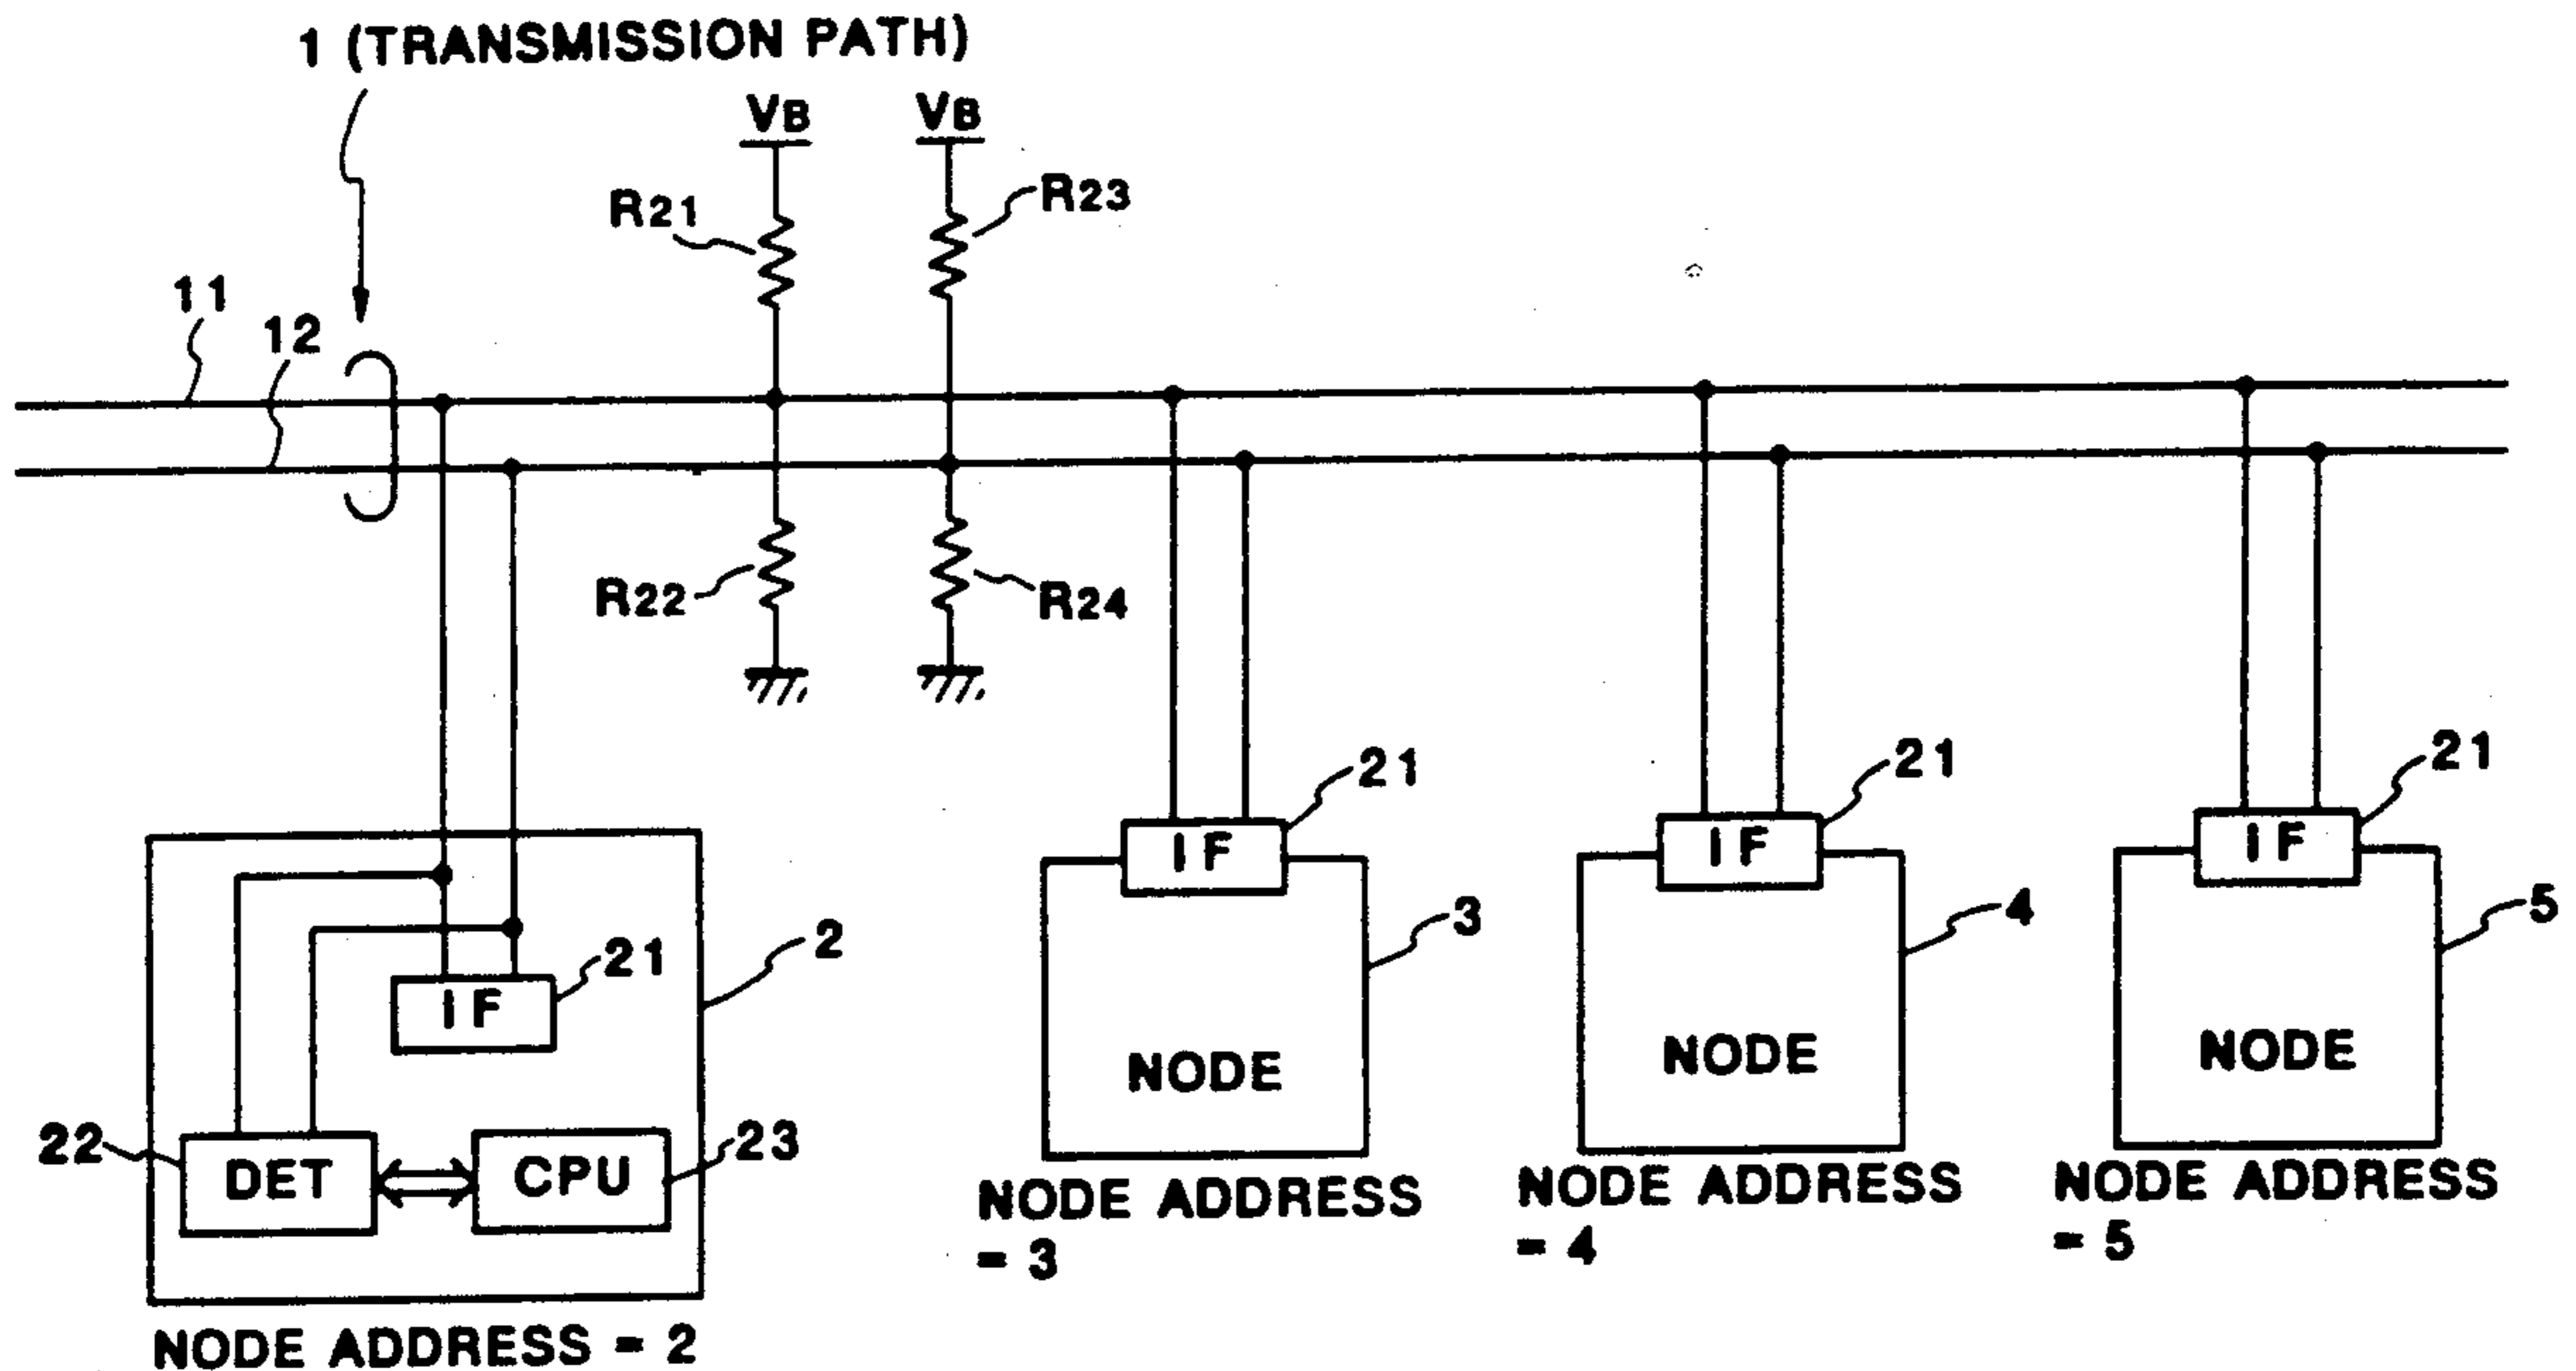 1 (TRANSMISSION PATH)
VB
VB
R21
R23
11
12
R22
R24
21
21
21
IF
IF
IF
2
21
3
4
5
IF
NODE
NODE
NODE
22
DET
CPU
23
NODE ADDRESS
= 3
NODE ADDRESS
= 4
NODE ADDRESS
= 5
NODE ADDRESS = 2